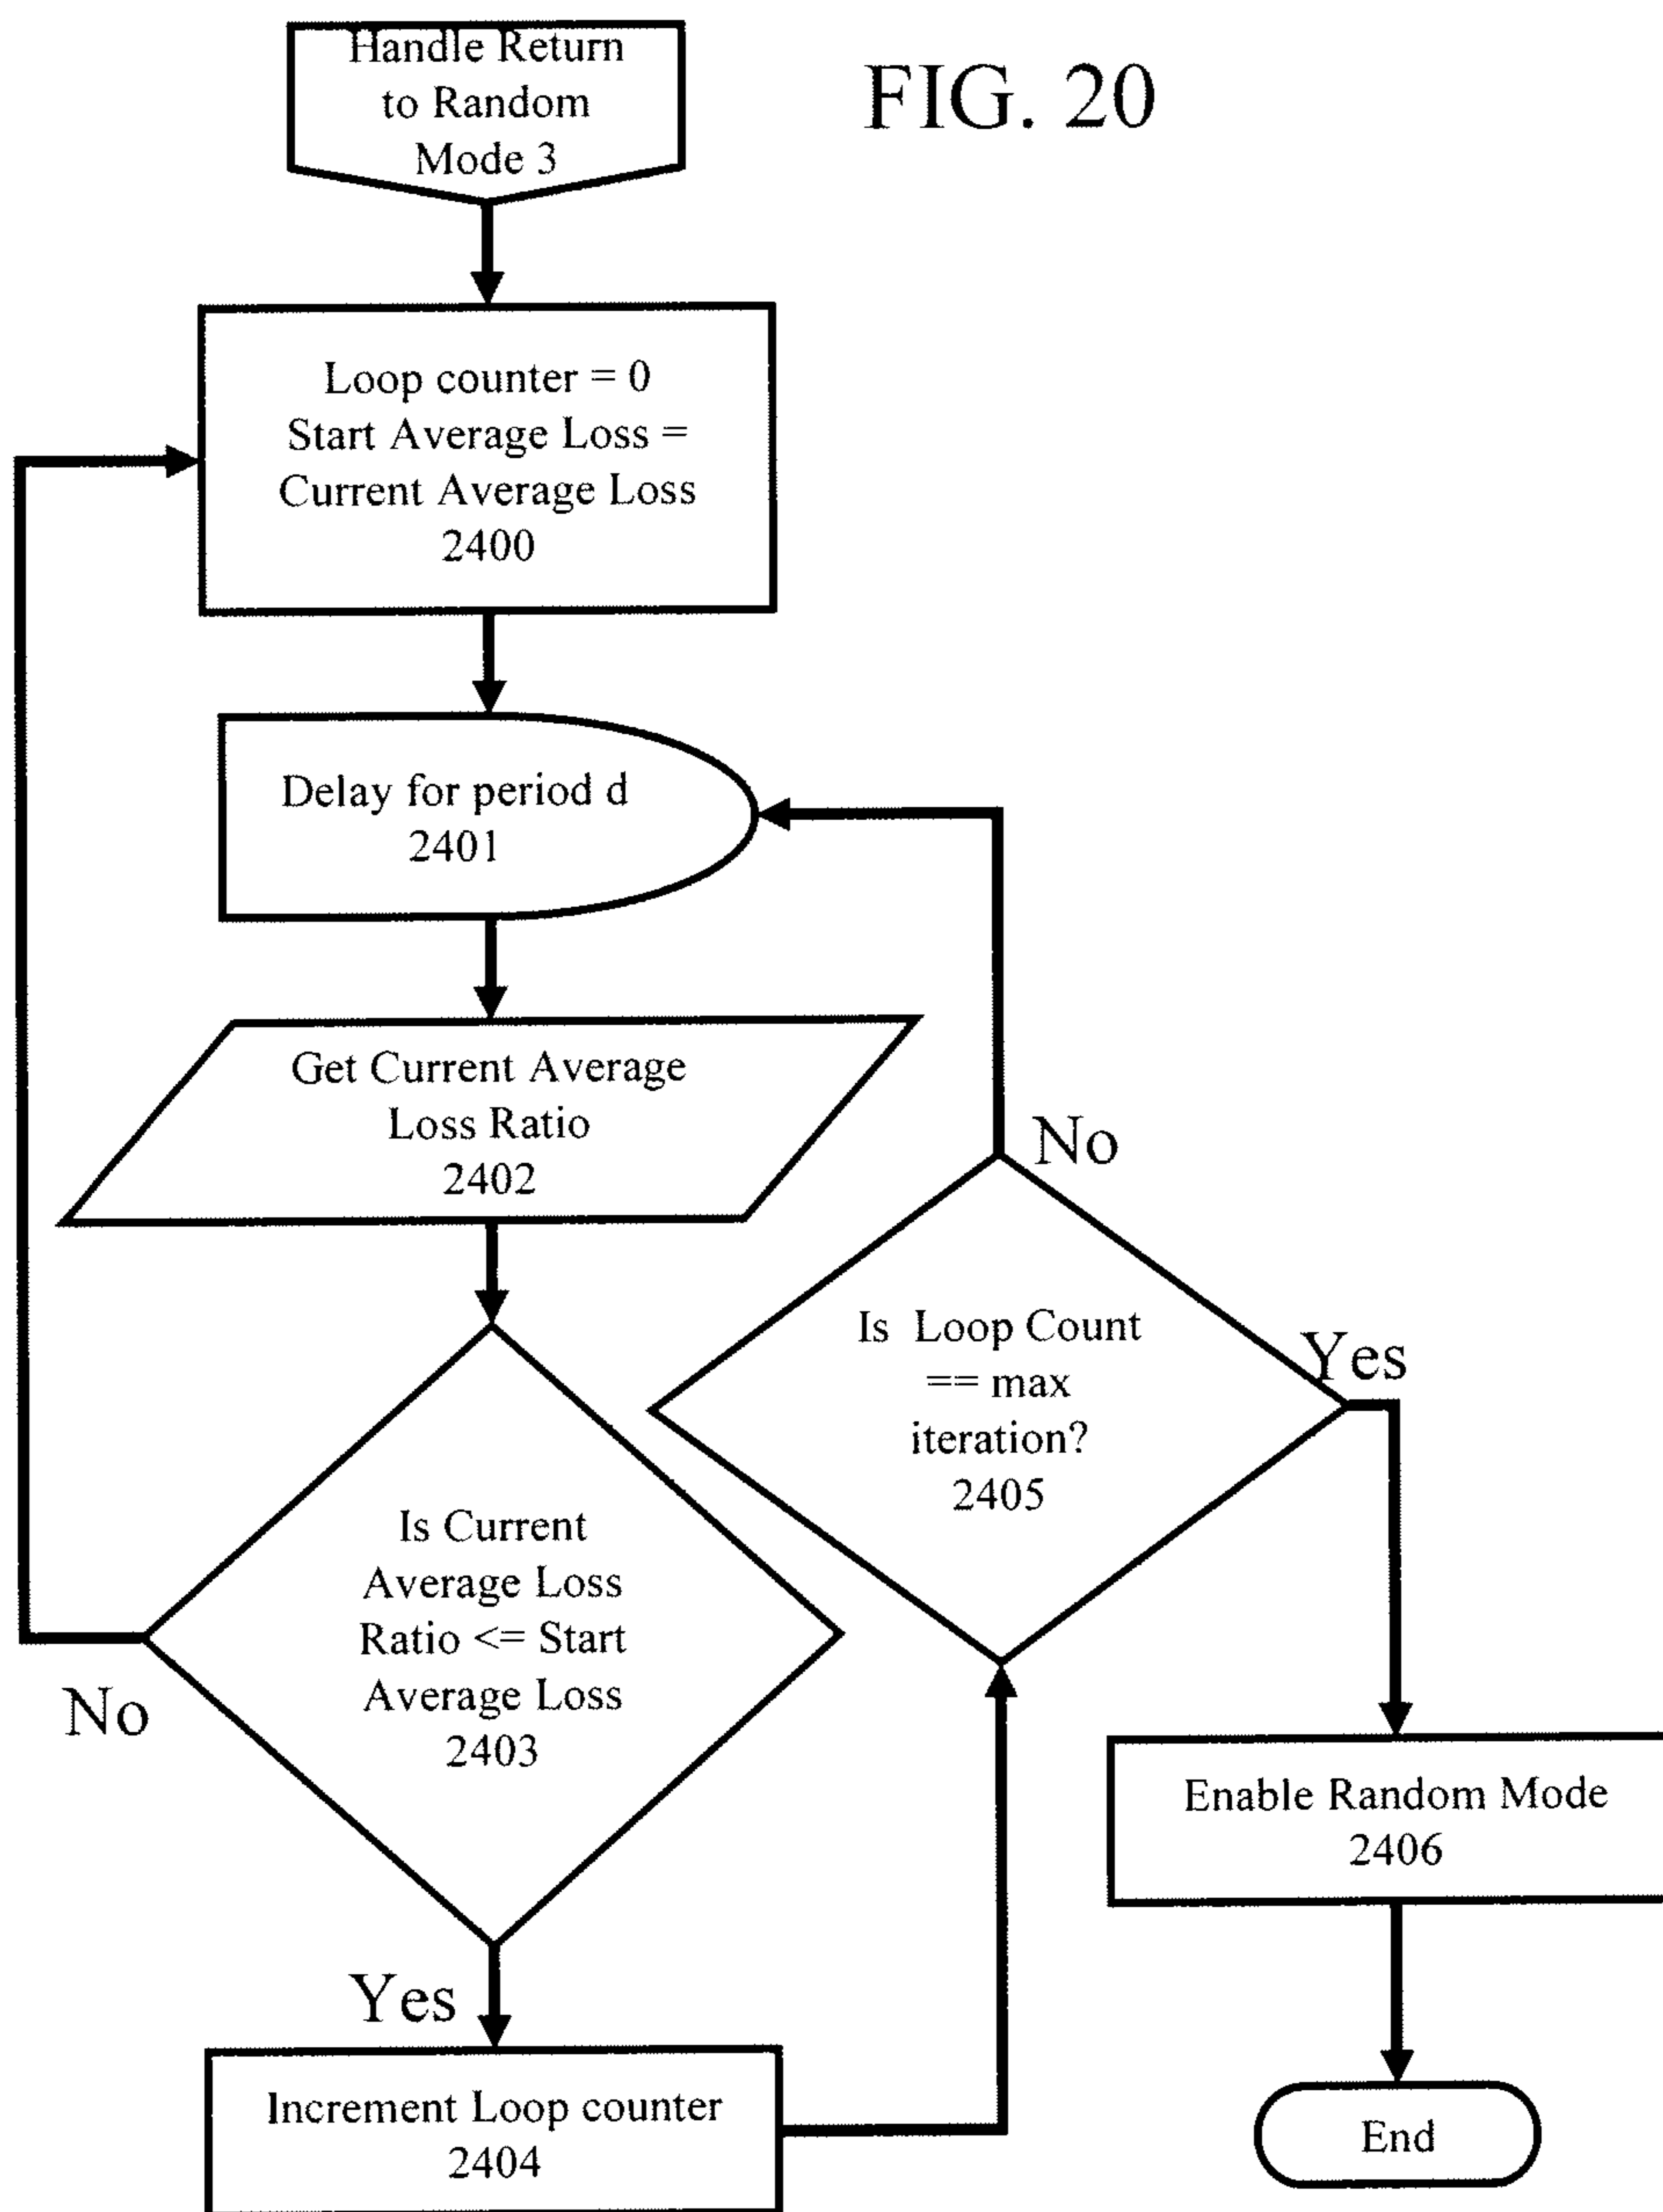 Handle Return
to Random
Mode 3
FIG. 20
Loop counter = 0
Start Average Loss =
Current Average Loss
2400
Delay for period d
2401
Get Current Average
Loss Ratio
2402
No
Is Loop Count
== max
iteration?
2405
Yes
Is Current
Average Loss
Ratio <= Start
Average Loss
2403
No
Yes
Enable Random Mode
2406
Increment Loop counter
2404
End